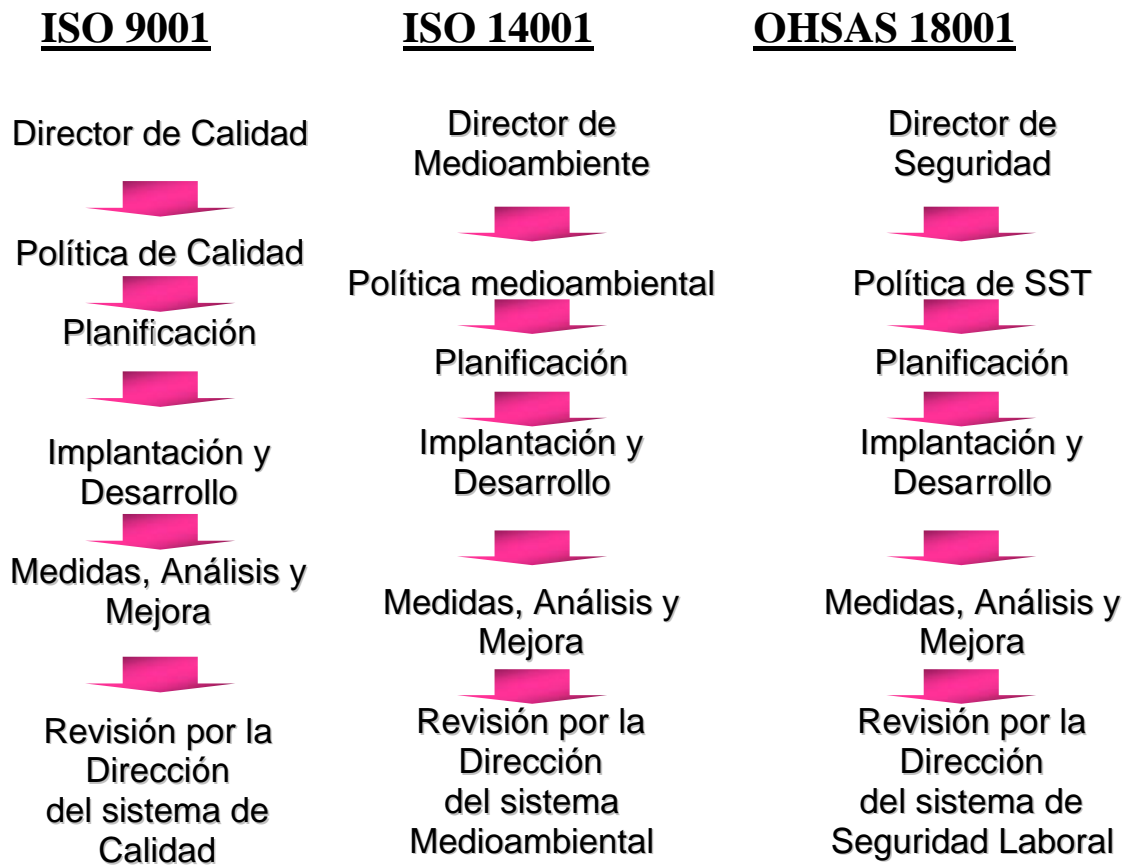 ISO 9001
Director de Calidad
Política de Calidad
Planificación
Implantación y
Desarrollo
Medidas, Análisis y
Mejora
Revisión por la
Dirección
del sistema de
Calidad
ISO 14001
Director de
Medioambiente
Política medioambiental
Planificación
Implantación y
Desarrollo
Medidas, Análisis y
Mejora
Revisión por la
Dirección
del sistema
Medioambiental
OHSAS 18001
Director de
Seguridad
Política de SST
Planificación
Implantación y
Desarrollo
Medidas, Análisis y
Mejora
Revisión por la
Dirección
del sistema de
Seguridad Laboral